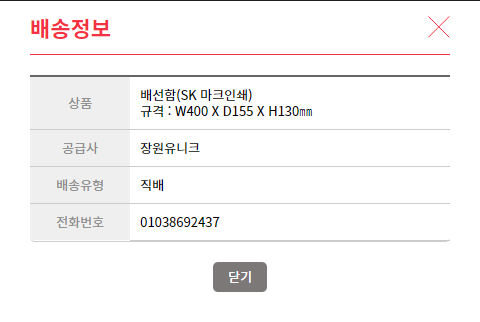 배송정보
상품
배선함(SK 마크인쇄)
규격 : W400 X D155 X H130㎜
공급사
장원유니크
배송유형
직배
전화번호
01038692437
닫기